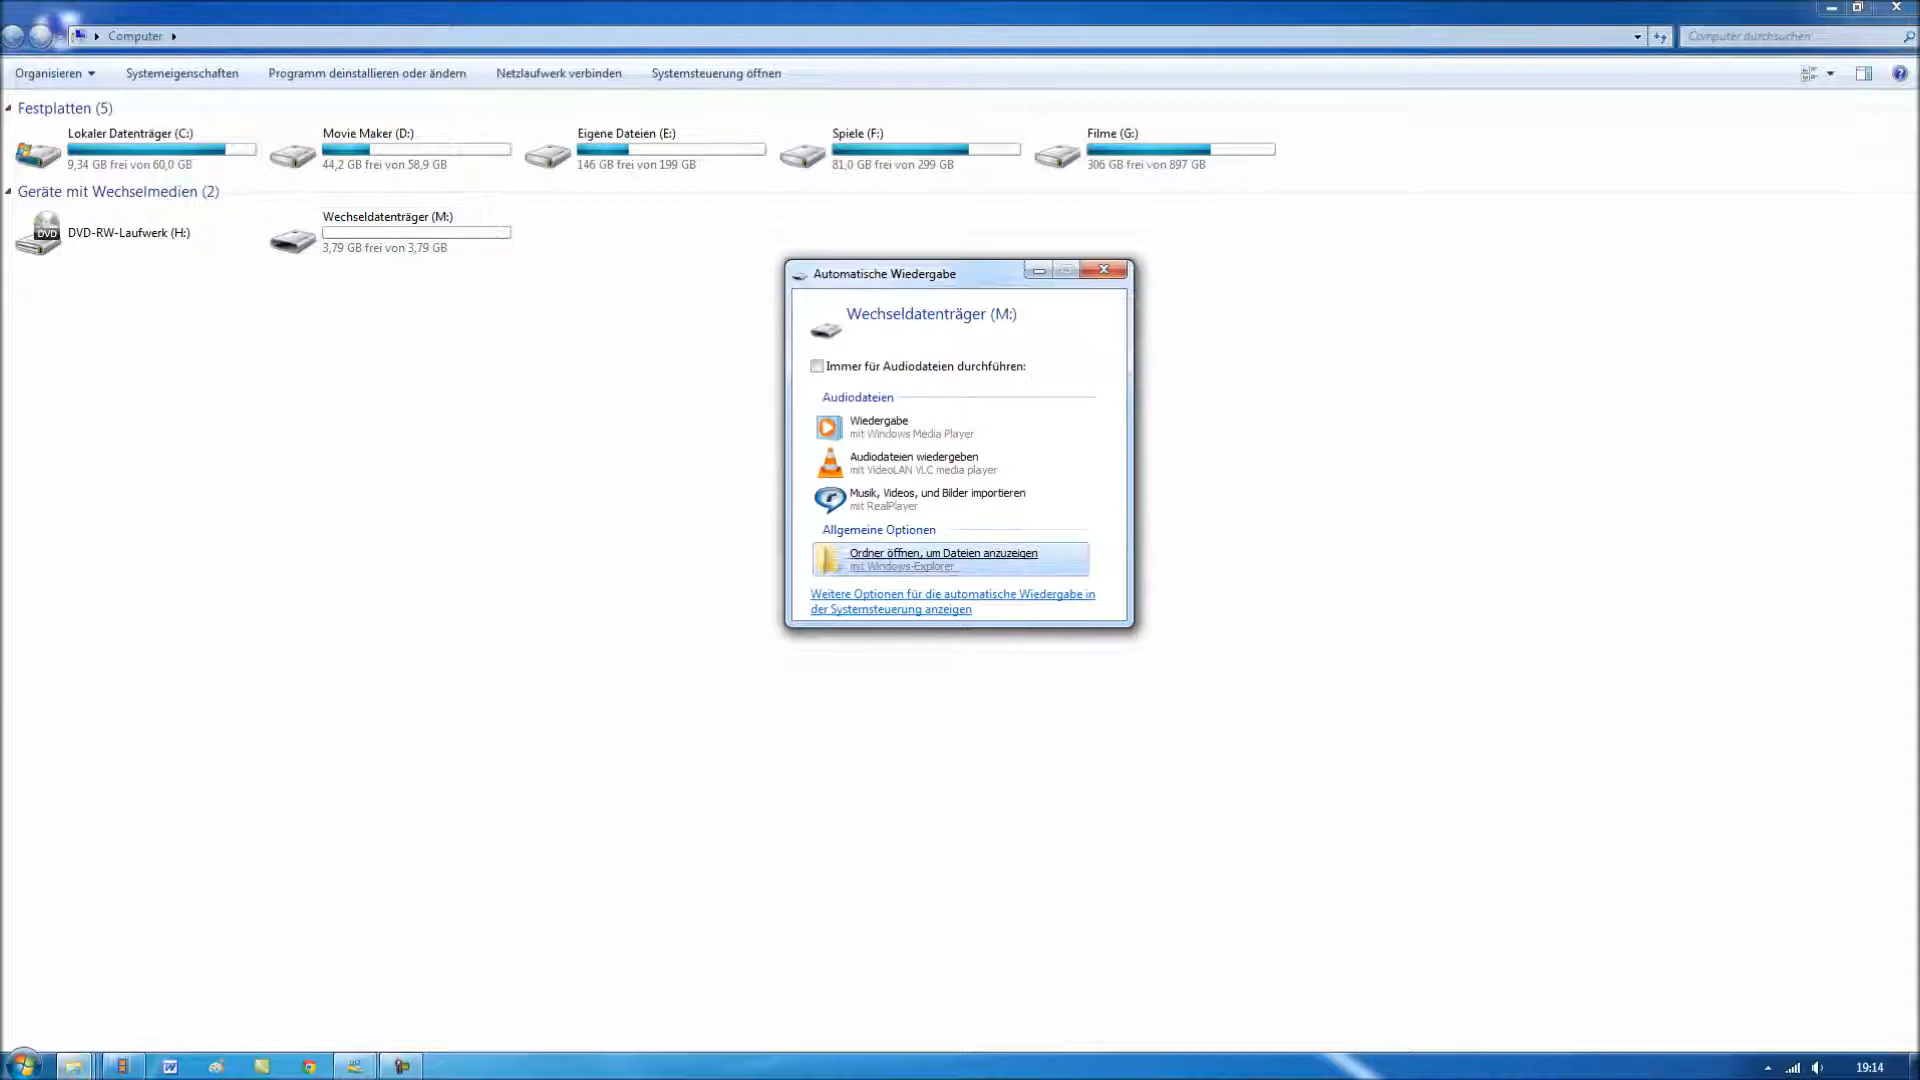 Computer
Computer durchsuchen
Organisieren
Systemeigenschaften
Programm deinstallieren oder ändern
Netzlaufwerk verbinden
Systemsteuerung öffnen
Festplatten (5)
Lokaler Datenträger (C:)
9,34 GB frei von 60,0 GB
Movie Maker (D:)
44,2 GB frei von 58,9 GB
Eigene Dateien (E:)
146 GB frei von 199 GB
Spiele (F:)
81,0 GB frei von 299 GB
Filme (G:)
306 GB frei von 897 GB
Geräte mit Wechselmedien (2)
DVD
DVD-RW-Laufwerk (H:)
Wechseldatenträger (M:)
3,79 GB frei von 3,79 GB
Automatische Wiedergabe
Wechseldatenträger (M:)
Immer für Audiodateien durchführen:
Audiodateien
Wiedergabe
mit Windows Media Player
Audiodateien wiedergeben
mit VideoLAN VLC media player
Musik, Videos, und Bilder importieren
mit RealPlayer
Allgemeine Optionen
Ordner öffnen, um Dateien anzuzeigen
mit Windows-Explorer
Weitere Optionen für die automatische Wiedergabe in
der Systemsteuerung anzeigen
19:14